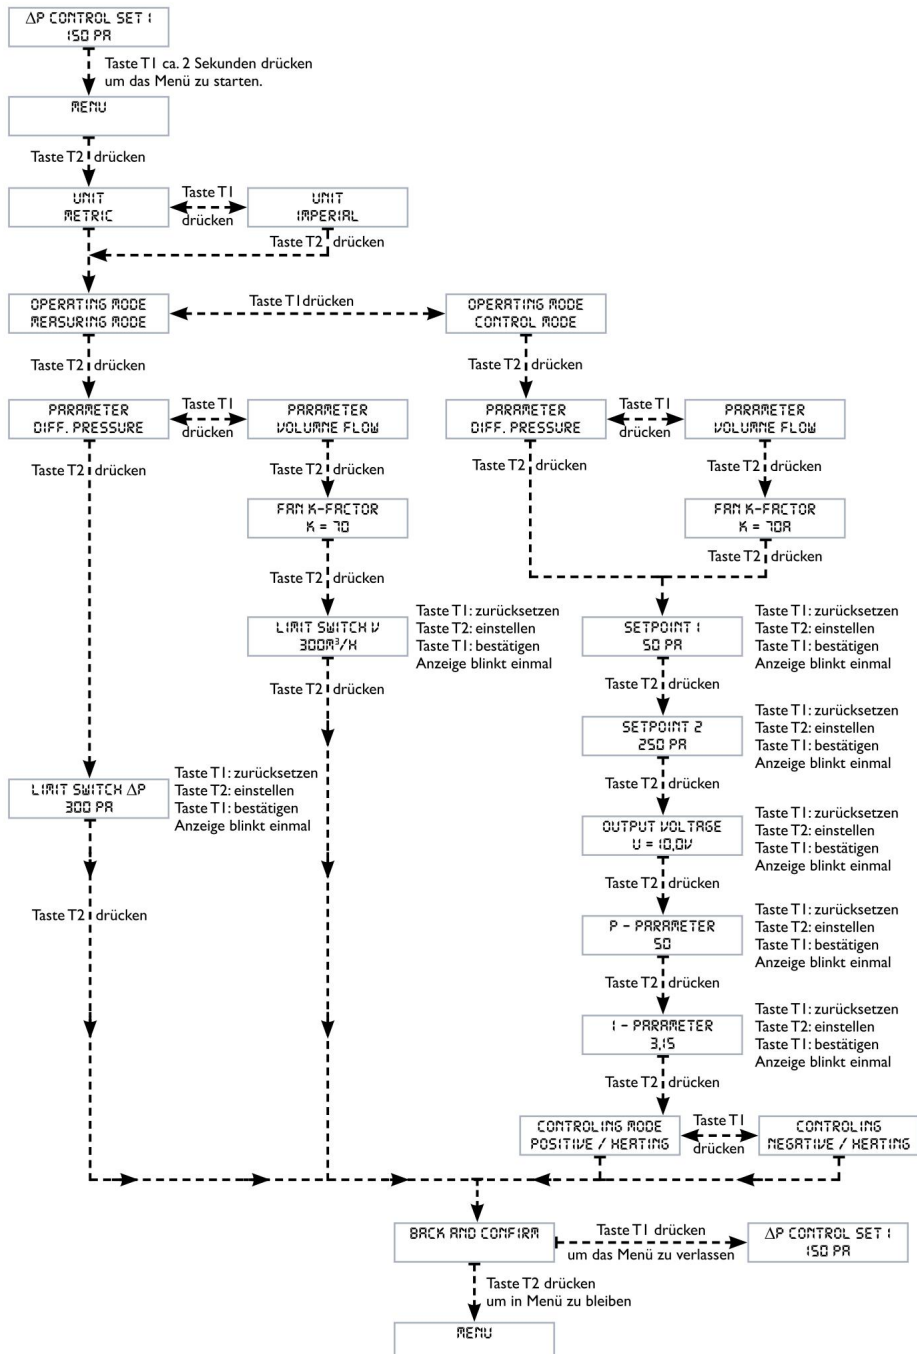 ΔP CONTROL SET 1
150 PA
Taste T1 ca. 2 Sekunden drücken
um das Menü zu starten.
MENU
Taste T2 drücken
UNIT
METRIC
Taste T1
drücken
UNIT
IMPERIAL
Taste T2 drücken
OPERATING MODE
MEASURING MODE
Taste T1 drücken
OPERATING MODE
CONTROL MODE
Taste T2 drücken
Taste T2 drücken
PARAMETER
DIFF. PRESSURE
Taste T1
drücken
PARAMETER
VOLUMNE FLOW
PARAMETER
DIFF. PRESSURE
Taste T1
drücken
PARAMETER
VOLUMNE FLOW
Taste T2 drücken
Taste T2 drücken
Taste T2 drücken
Taste T2 drücken
FAN K-FACTOR
K = 70
FAN K-FACTOR
K = 70A
Taste T2 drücken
Taste T2 drücken
LIMIT SWITCH V
300M³/H
Taste T1: zurücksetzen
Taste T2: einstellen
Taste T1: bestätigen
Anzeige blinkt einmal
SETPOINT 1
50 PA
Taste T1: zurücksetzen
Taste T2: einstellen
Taste T1: bestätigen
Anzeige blinkt einmal
Taste T2 drücken
Taste T2 drücken
SETPOINT 2
250 PA
Taste T1: zurücksetzen
Taste T2: einstellen
Taste T1: bestätigen
Anzeige blinkt einmal
Taste T2 drücken
LIMIT SWITCH ΔP
300 PA
Taste T1: zurücksetzen
Taste T2: einstellen
Taste T1: bestätigen
Anzeige blinkt einmal
OUTPUT VOLTAGE
U = 10,0V
Taste T1: zurücksetzen
Taste T2: einstellen
Taste T1: bestätigen
Anzeige blinkt einmal
Taste T2 drücken
Taste T2 drücken
P - PARAMETER
50
Taste T1: zurücksetzen
Taste T2: einstellen
Taste T1: bestätigen
Anzeige blinkt einmal
Taste T2 drücken
I - PARAMETER
3,15
Taste T1: zurücksetzen
Taste T2: einstellen
Taste T1: bestätigen
Anzeige blinkt einmal
Taste T2 drücken
CONTROLING MODE
POSITIVE / HEATING
Taste T1
drücken
CONTROLING
NEGATIVE / HEATING
BACK AND CONFIRM
Taste T1 drücken
um das Menü zu verlassen
ΔP CONTROL SET 1
150 PA
Taste T2 drücken
um in Menü zu bleiben
MENU